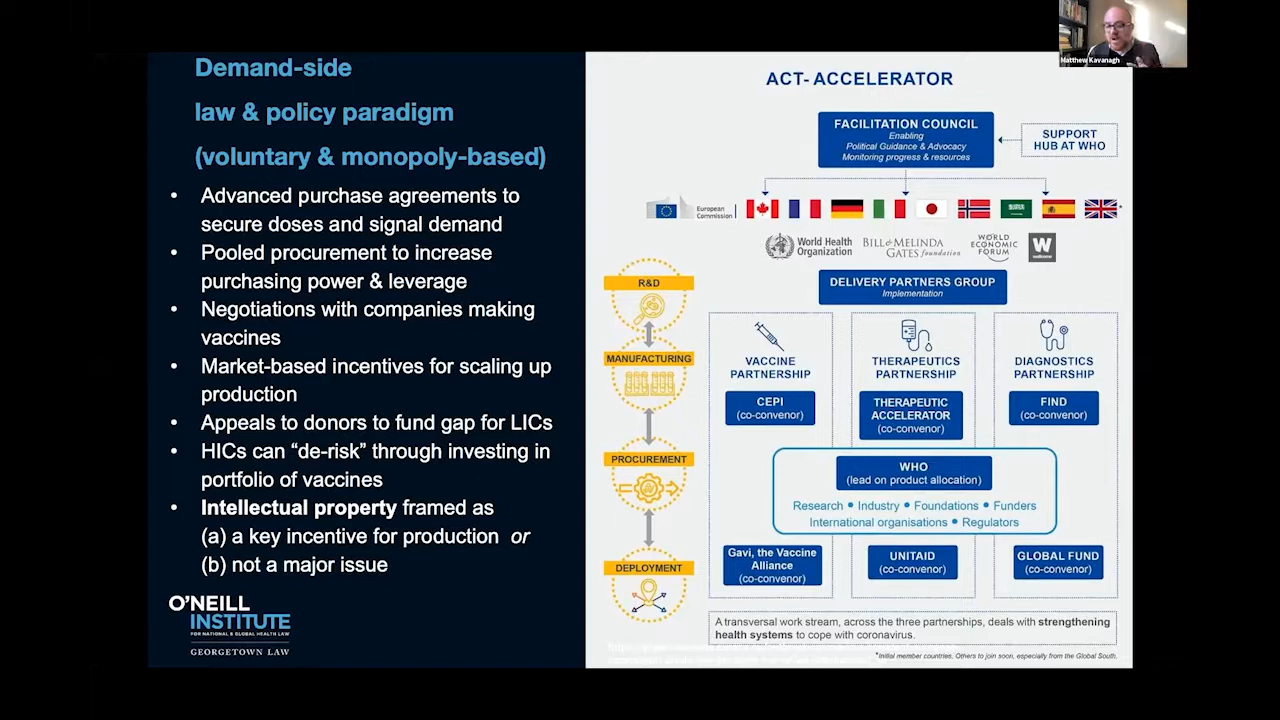 Matthew Kavanagh
Demand-side
law & policy paradigm
(voluntary & monopoly-based)
• Advanced purchase agreements to
secure doses and signal demand
• Pooled procurement to increase
purchasing power & leverage
• Negotiations with companies making
vaccines
• Market-based incentives for scaling up
production
• Appeals to donors to fund gap for LICs
• HICs can “de-risk” through investing in
portfolio of vaccines
• Intellectual property framed as
(a) a key incentive for production or
(b) not a major issue
O’NEILL
INSTITUTE
FOR NATIONAL & GLOBAL HEALTH LAW
GEORGETOWN LAW
ACT- ACCELERATOR
FACILITATION COUNCIL
Enabling
Political Guidance & Advocacy
Monitoring progress & resources
SUPPORT
HUB AT WHO
European
Commission
*
World Health
Organization
BILL & MELINDA
GATES foundation
WORLD
ECONOMIC
FORUM
W
wellcome
DELIVERY PARTNERS GROUP
Implementation
R&D
MANUFACTURING
PROCUREMENT
DEPLOYMENT
VACCINE
PARTNERSHIP
CEPI
(co-convenor)
THERAPEUTICS
PARTNERSHIP
THERAPEUTIC
ACCELERATOR
(co-convenor)
DIAGNOSTICS
PARTNERSHIP
FIND
(co-convenor)
WHO
(lead on product allocation)
Research • Industry • Foundations • Funders
International organisations • Regulators
Gavi, the Vaccine
Alliance
(co-convenor)
UNITAID
(co-convenor)
GLOBAL FUND
(co-convenor)
A transversal work stream, across the three partnerships, deals with strengthening
health systems to cope with coronavirus.
*Initial member countries. Others to join soon, especially from the Global South.